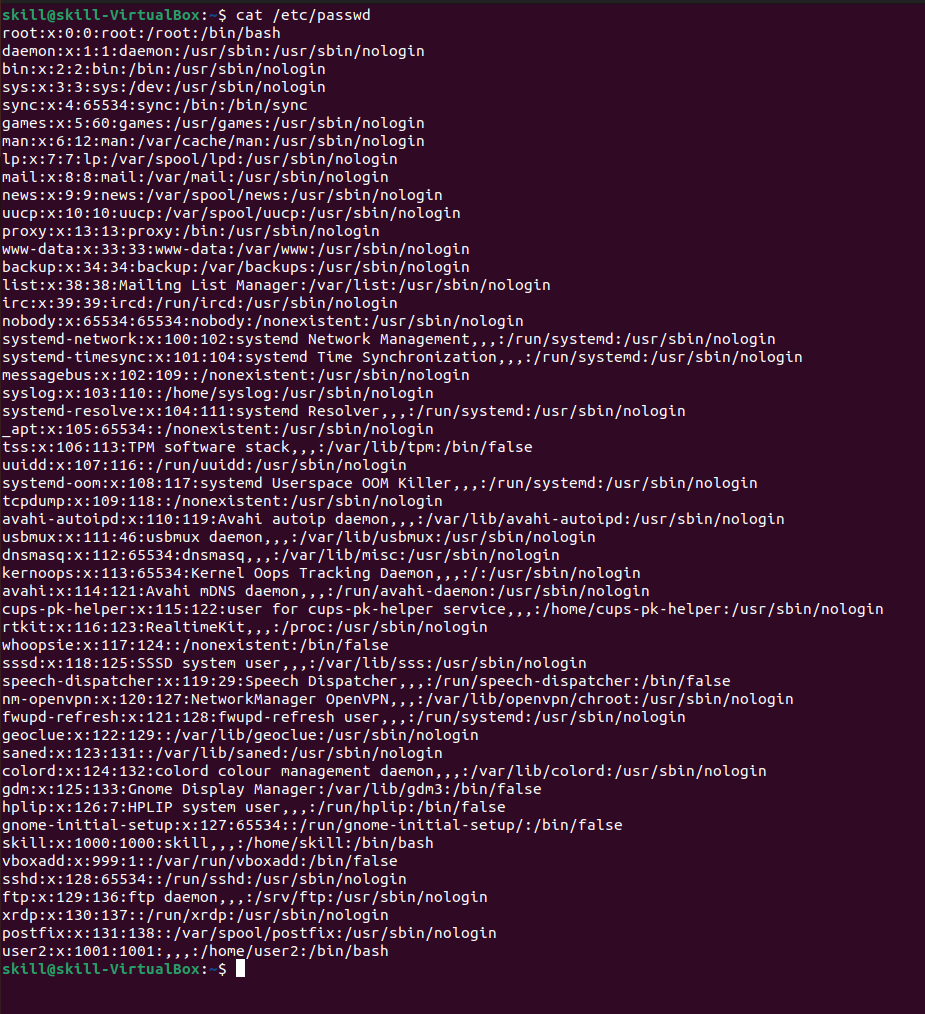 skill@skill-VirtualBox:~$ cat /etc/passwd
root:x:0:0:root:/root:/bin/bash
daemon:x:1:1:daemon:/usr/sbin:/usr/sbin/nologin
bin:x:2:2:bin:/bin:/usr/sbin/nologin
sys:x:3:3:sys:/dev:/usr/sbin/nologin
sync:x:4:65534:sync:/bin:/bin/sync
games:x:5:60:games:/usr/games:/usr/sbin/nologin
man:x:6:12:man:/var/cache/man:/usr/sbin/nologin
lp:x:7:7:lp:/var/spool/lpd:/usr/sbin/nologin
mail:x:8:8:mail:/var/mail:/usr/sbin/nologin
news:x:9:9:news:/var/spool/news:/usr/sbin/nologin
uucp:x:10:10:uucp:/var/spool/uucp:/usr/sbin/nologin
proxy:x:13:13:proxy:/bin:/usr/sbin/nologin
www-data:x:33:33:www-data:/var/www:/usr/sbin/nologin
backup:x:34:34:backup:/var/backups:/usr/sbin/nologin
list:x:38:38:Mailing List Manager:/var/list:/usr/sbin/nologin
irc:x:39:39:ircd:/run/ircd:/usr/sbin/nologin
nobody:x:65534:65534:nobody:/nonexistent:/usr/sbin/nologin
systemd-network:x:100:102:systemd Network Management,,,:/run/systemd:/usr/sbin/nologin
systemd-timesync:x:101:104:systemd Time Synchronization,,,:/run/systemd:/usr/sbin/nologin
messagebus:x:102:109::/nonexistent:/usr/sbin/nologin
syslog:x:103:110::/home/syslog:/usr/sbin/nologin
systemd-resolve:x:104:111:systemd Resolver,,,:/run/systemd:/usr/sbin/nologin
_apt:x:105:65534::/nonexistent:/usr/sbin/nologin
tss:x:106:113:TPM software stack,,,:/var/lib/tpm:/bin/false
uuidd:x:107:116::/run/uuidd:/usr/sbin/nologin
systemd-oom:x:108:117:systemd Userspace OOM Killer,,,:/run/systemd:/usr/sbin/nologin
tcpdump:x:109:118::/nonexistent:/usr/sbin/nologin
avahi-autoipd:x:110:119:Avahi autoip daemon,,,:/var/lib/avahi-autoipd:/usr/sbin/nologin
usbmux:x:111:46:usbmux daemon,,,:/var/lib/usbmux:/usr/sbin/nologin
dnsmasq:x:112:65534:dnsmasq,,,:/var/lib/misc:/usr/sbin/nologin
kernoops:x:113:65534:Kernel Oops Tracking Daemon,,,:/:/usr/sbin/nologin
avahi:x:114:121:Avahi mDNS daemon,,,:/run/avahi-daemon:/usr/sbin/nologin
cups-pk-helper:x:115:122:user for cups-pk-helper service,,,:/home/cups-pk-helper:/usr/sbin/nologin
rtkit:x:116:123:RealtimeKit,,,:/proc:/usr/sbin/nologin
whoopsie:x:117:124::/nonexistent:/bin/false
sssd:x:118:125:SSSD system user,,,:/var/lib/sss:/usr/sbin/nologin
speech-dispatcher:x:119:29:Speech Dispatcher,,,:/run/speech-dispatcher:/bin/false
nm-openvpn:x:120:127:NetworkManager OpenVPN,,,:/var/lib/openvpn/chroot:/usr/sbin/nologin
fwupd-refresh:x:121:128:fwupd-refresh user,,,:/run/systemd:/usr/sbin/nologin
geoclue:x:122:129::/var/lib/geoclue:/usr/sbin/nologin
saned:x:123:131::/var/lib/saned:/usr/sbin/nologin
colord:x:124:132:colord colour management daemon,,,:/var/lib/colord:/usr/sbin/nologin
gdm:x:125:133:Gnome Display Manager:/var/lib/gdm3:/bin/false
hplip:x:126:7:HPLIP system user,,,:/run/hplip:/bin/false
gnome-initial-setup:x:127:65534::/run/gnome-initial-setup/:/bin/false
skill:x:1000:1000:skill,,,:/home/skill:/bin/bash
vboxadd:x:999:1::/var/run/vboxadd:/bin/false
sshd:x:128:65534::/run/sshd:/usr/sbin/nologin
ftp:x:129:136:ftp daemon,,,:/srv/ftp:/usr/sbin/nologin
xrdp:x:130:137::/run/xrdp:/usr/sbin/nologin
postfix:x:131:138::/var/spool/postfix:/usr/sbin/nologin
user2:x:1001:1001:,,,:/home/user2:/bin/bash
skill@skill-VirtualBox:~$